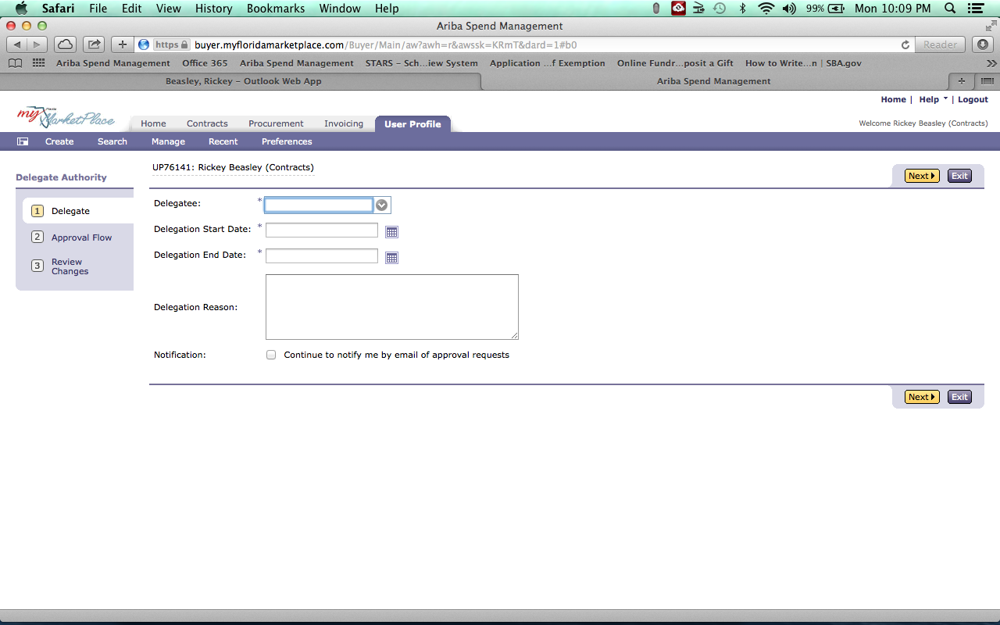 Safari File Edit View History Bookmarks Window Help 99% Mon 10:09 PM
Ariba Spend Management
https buyer.myfloridamarketplace.com/Buyer/Main/aw?awh=r&awssk=KRmT&dard=1#b0 Reader
Ariba Spend Management Office 365 Ariba Spend Management STARS – Sch...iew System Application ...f Exemption Online Fundr...posit a Gift How to Write...n | SBA.gov
Beasley, Rickey – Outlook Web App Ariba Spend Management
Home | Help | Logout
my Florida MarketPlace Home Contracts Procurement Invoicing User Profile Welcome Rickey Beasley (Contracts)
Create Search Manage Recent Preferences
UP76141: Rickey Beasley (Contracts)
Delegate Authority Next Exit
1 Delegate
2 Approval Flow
3 Review
Changes
Delegatee: *
Delegation Start Date: *
Delegation End Date: *
Delegation Reason:
Notification: Continue to notify me by email of approval requests
Next Exit